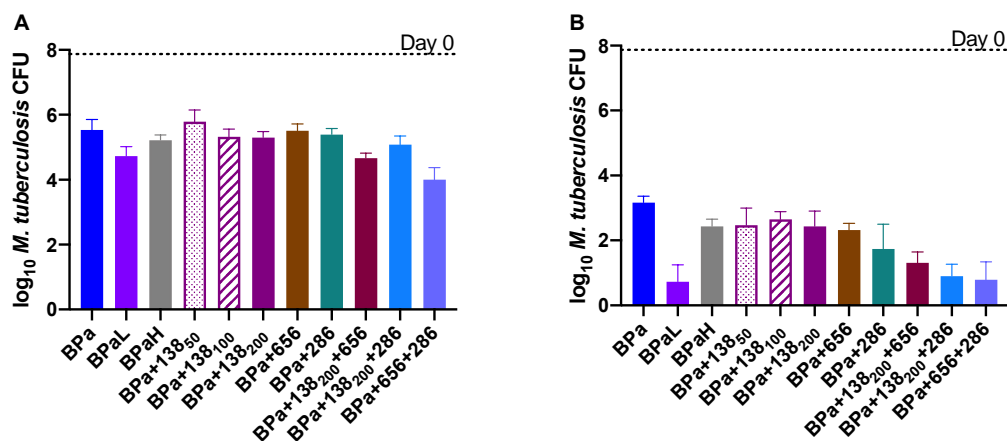 A
log₁₀ M. tuberculosis CFU
8
6
4
2
0
Day 0
BPa
BPaL
BPaH
BPa+138₅₀
BPa+138₁₀₀
BPa+138₂₀₀
BPa+656
BPa+286
BPa+138₂₀₀ +656
BPa+138₂₀₀ +286
BPa+656+286
B
log₁₀ M. tuberculosis CFU
8
6
4
2
0
Day 0
BPa
BPaL
BPaH
BPa+138₅₀
BPa+138₁₀₀
BPa+138₂₀₀
BPa+656
BPa+286
BPa+138₂₀₀ +656
BPa+138₂₀₀ +286
BPa+656+286